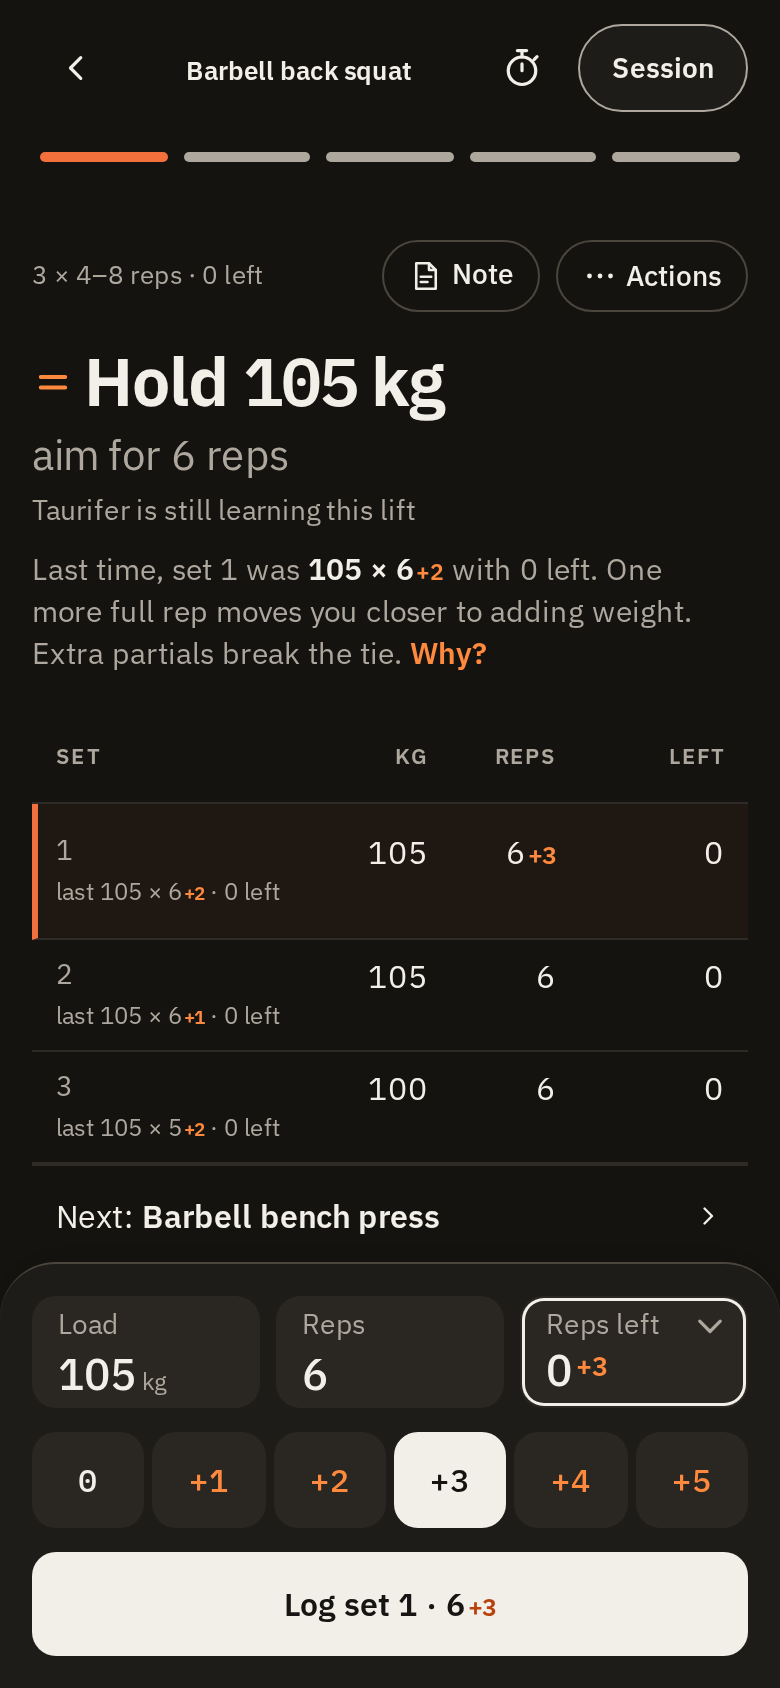 Barbell back squat
Session
3 × 4–8 reps · 0 left
Note
··· Actions
= Hold 105 kg
aim for 6 reps
Taurifer is still learning this lift
Last time, set 1 was 105 × 6+2 with 0 left. One
more full rep moves you closer to adding weight.
Extra partials break the tie. Why?
SET KG REPS LEFT
1 105 6+3 0
last 105 × 6+2 · 0 left
2 105 6 0
last 105 × 6+1 · 0 left
3 100 6 0
last 105 × 5+2 · 0 left
Next: Barbell bench press
Load Reps Reps left
105 kg 6 0+3
0 +1 +2 +3 +4 +5
Log set 1 · 6+3